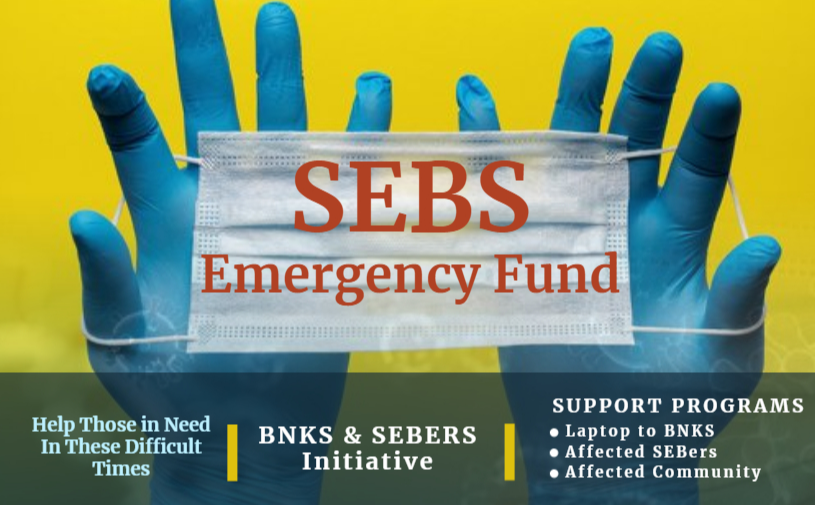 SEBS
Emergency Fund
Help Those in Need
In These Difficult
Times
BNKS & SEBERS
Initiative
SUPPORT PROGRAMS
• Laptop to BNKS
• Affected SEBers
• Affected Community